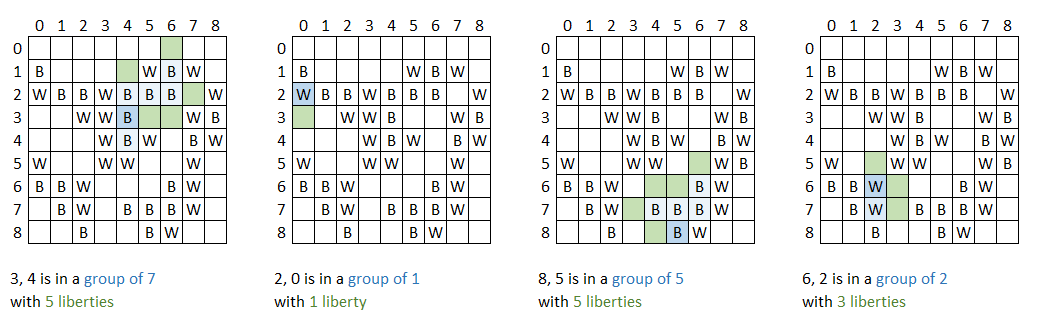 0 1 2 3 4 5 6 7 8
0
1 B W B W
2 W B B W B B B W
3 W W B W B
4 W B W B W
5 W W W W
6 B B W B W
7 B W B B B W
8 B B W
3, 4 is in a group of 7
with 5 liberties
0 1 2 3 4 5 6 7 8
0
1 B W B W
2 W B B W B B B W
3 W W B W B
4 W B W B W
5 W W W W
6 B B W B W
7 B W B B B W
8 B B W
2, 0 is in a group of 1
with 1 liberty
0 1 2 3 4 5 6 7 8
0
1 B W B W
2 W B B W B B B W
3 W W B W B
4 W B W B W
5 W W W W B
6 B B W B W
7 B W B B B W
8 B B W
8, 5 is in a group of 5
with 5 liberties
0 1 2 3 4 5 6 7 8
0
1 B W B W
2 W B B W B B B W
3 W W B W B
4 W B W B W
5 W W W W B
6 B B W B W
7 B W B B B W
8 B B W
6, 2 is in a group of 2
with 3 liberties